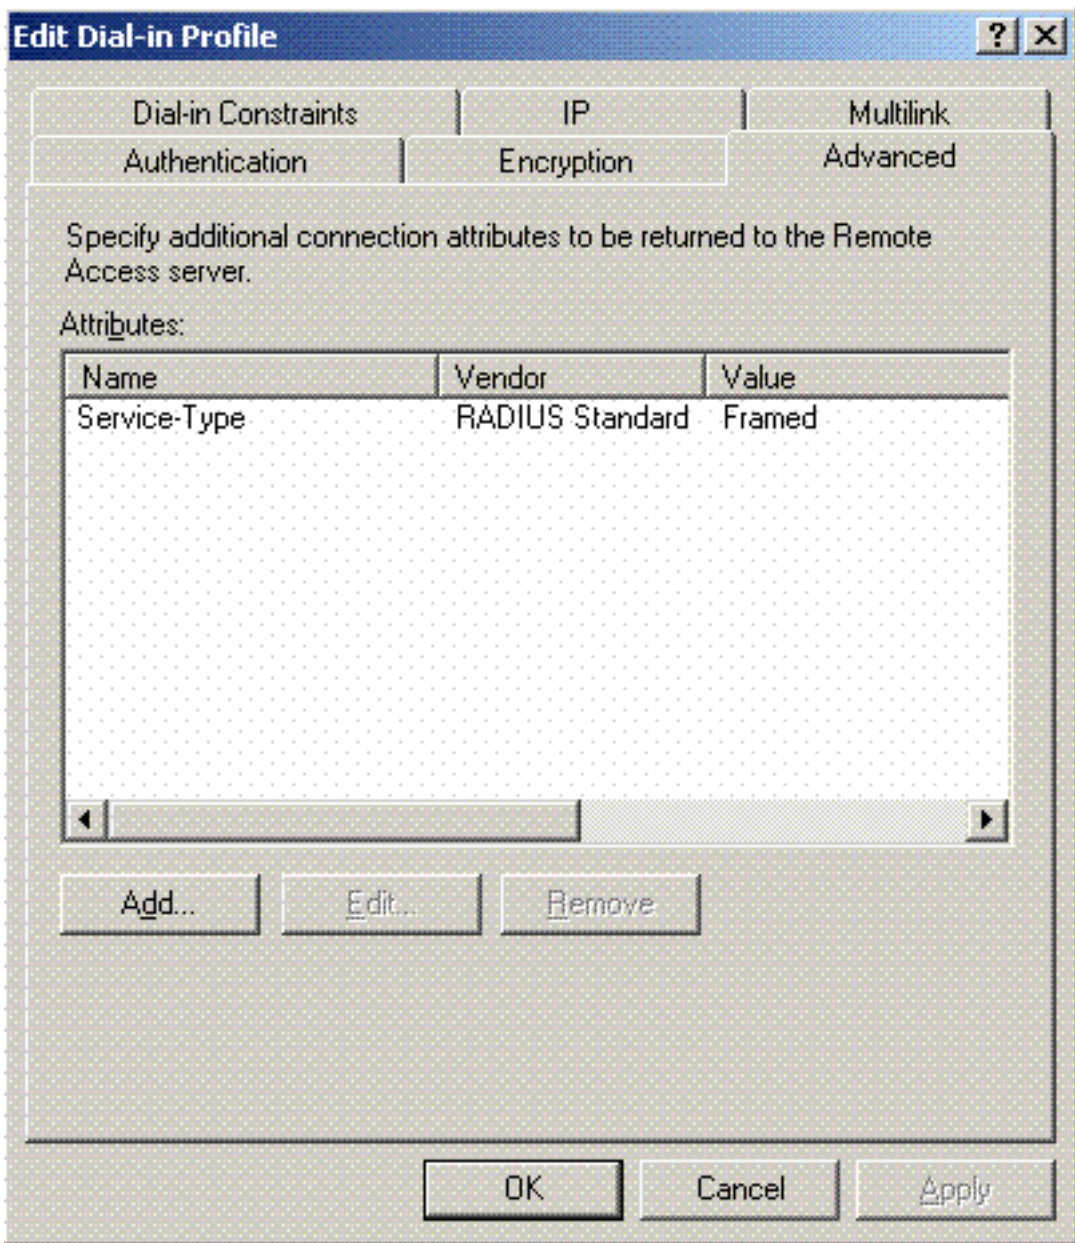 Edit Dial-in Profile
Dial-in Constraints IP Multilink
Authentication Encryption Advanced
Specify additional connection attributes to be returned to the Remote
Access server.
Attributes:
Name Vendor Value
Service-Type RADIUS Standard Framed
Add... Edit... Remove
OK Cancel Apply